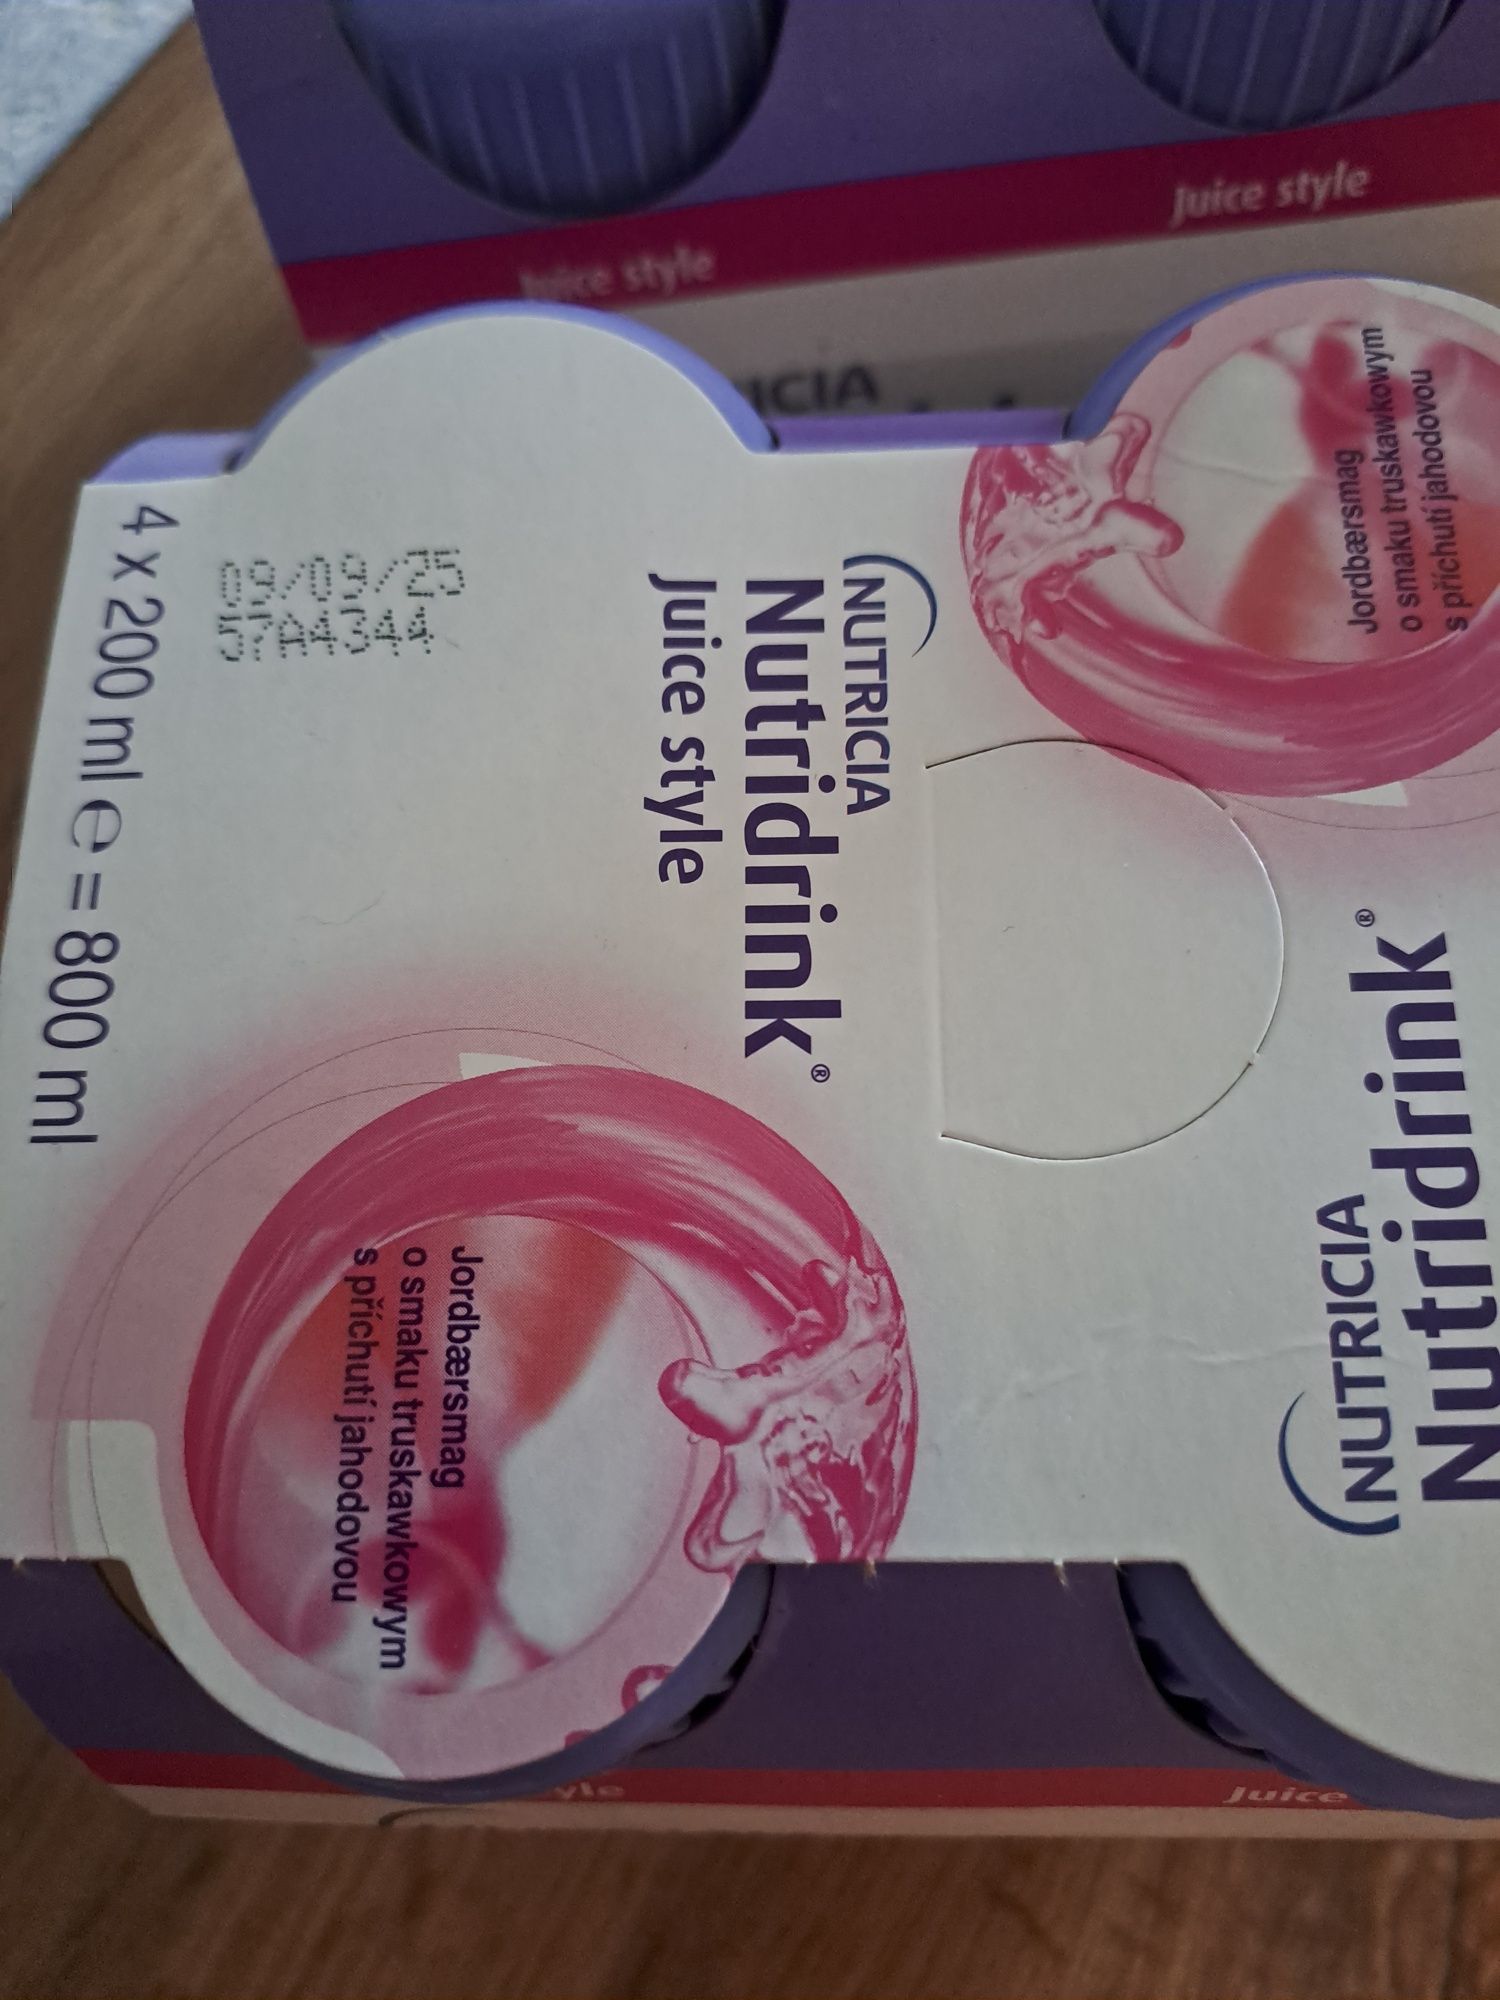 Juice style
Juice style
NUTRICIA
Nutridrink®
Juice style
09/09/25
37A4344
4 x 200 ml e = 800 ml
Jordbærsmag
o smaku truskawkowym
s příchutí jahodovou
Jordbærsmag
o smaku truskawkowym
s příchutí jahodovou
NUTRICIA
Nutridrink®
Juice